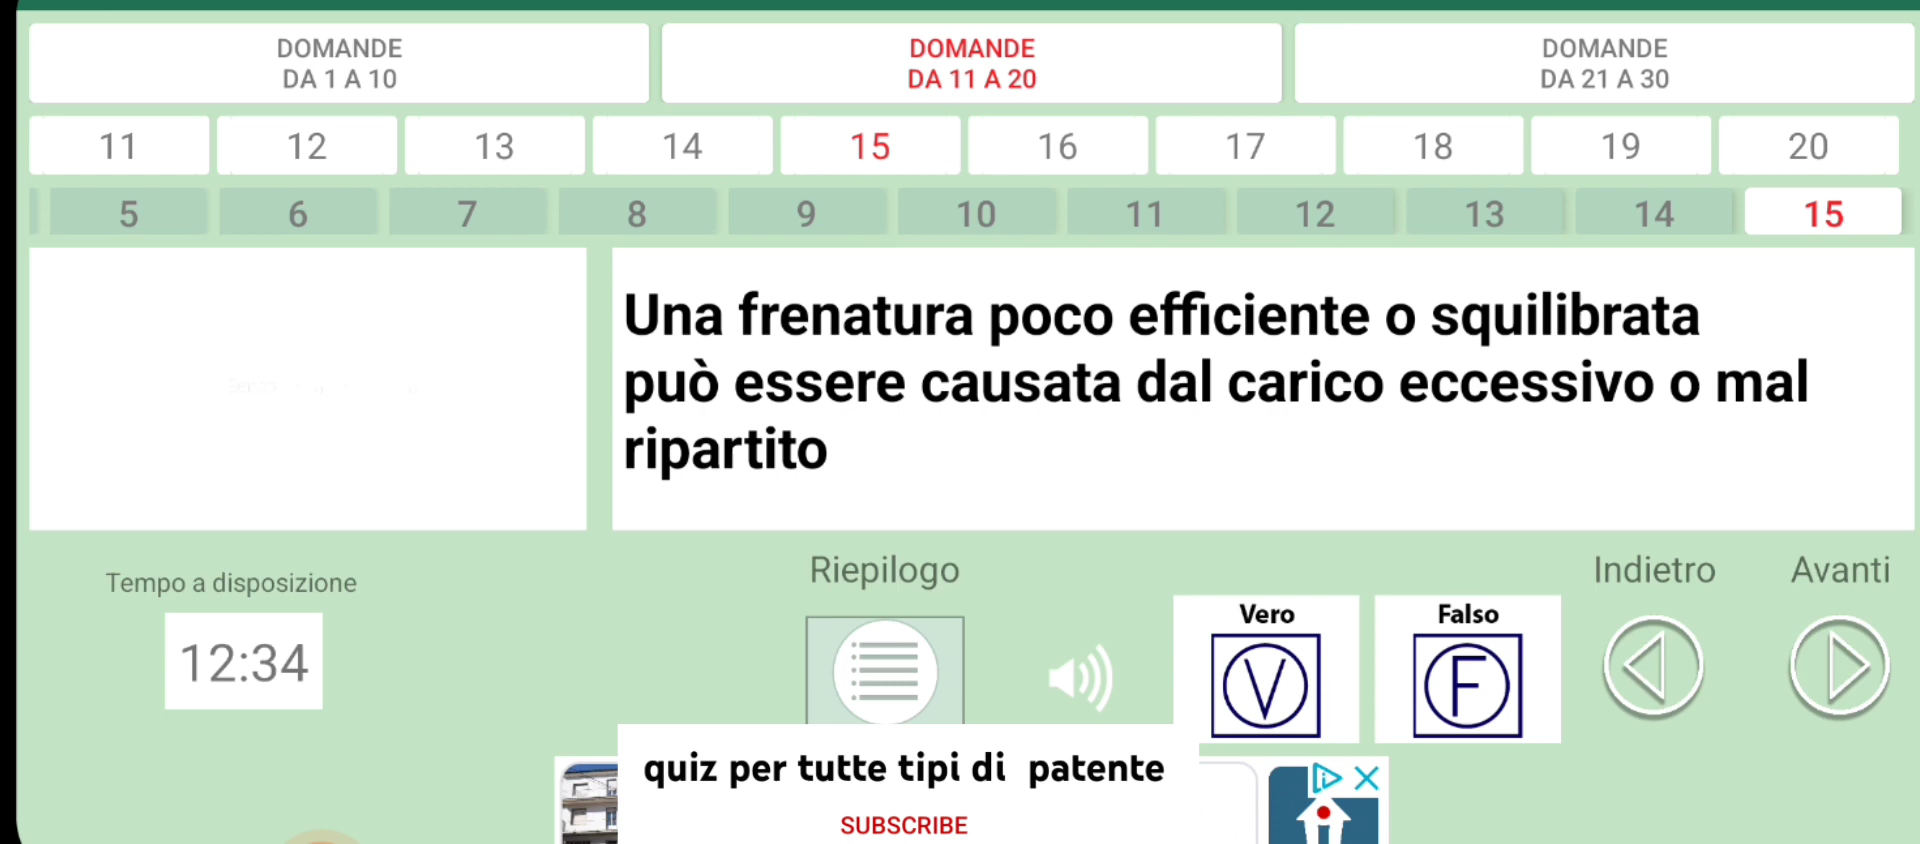 DOMANDE
DA 1 A 10
DOMANDE
DA 11 A 20
DOMANDE
DA 21 A 30
11 12 13 14 15 16 17 18 19 20
5 6 7 8 9 10 11 12 13 14 15
Una frenatura poco efficiente o squilibrata
può essere causata dal carico eccessivo o mal
ripartito
Tempo a disposizione
12:34
Riepilogo
Vero
V
Falso
F
Indietro
Avanti
quiz per tutte tipi di patente
SUBSCRIBE